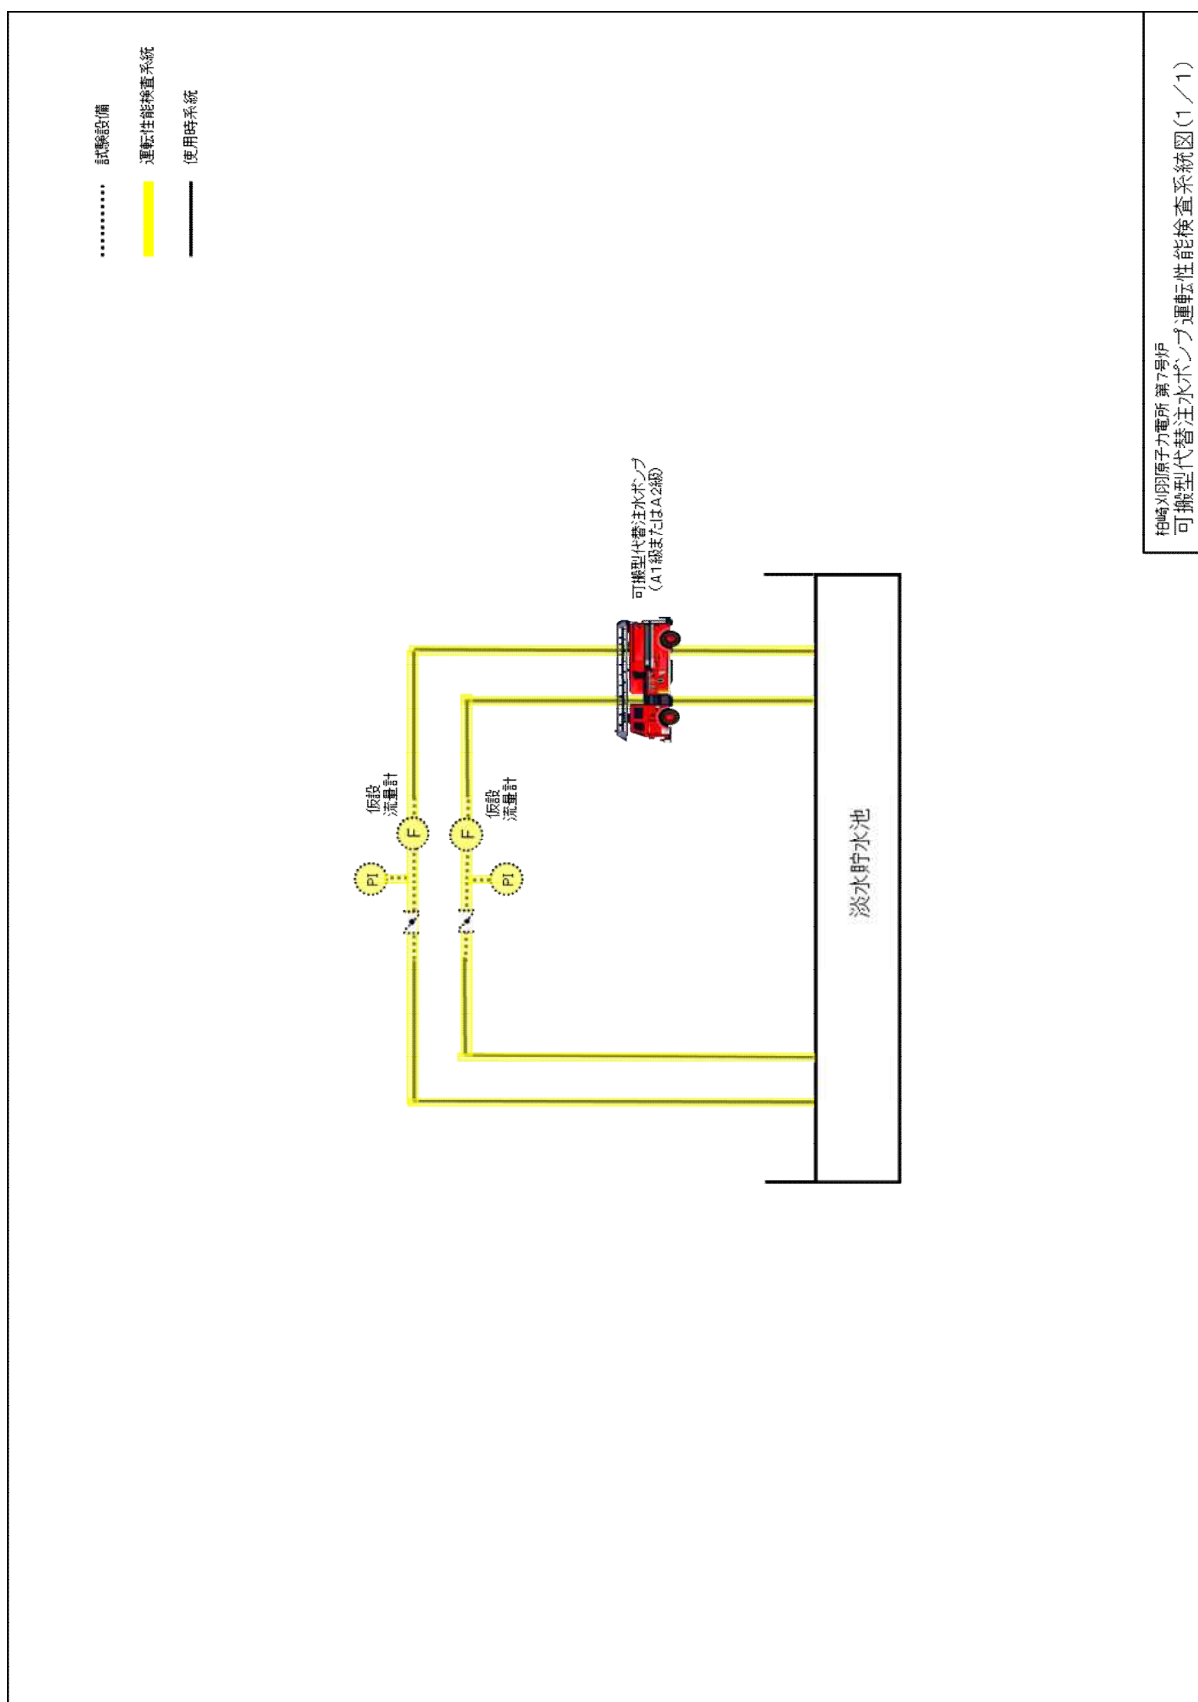 試験設備
運転性能検査系統
使用時系統
可搬型代替注水ポンプ
（A1級またはA2級）
仮設
流量計
F
PI
仮設
流量計
F
PI
淡水貯水池
柏崎刈羽原子力発電所 第7号炉
可搬型代替注水ポンプ運転性能検査系統図(1／1)